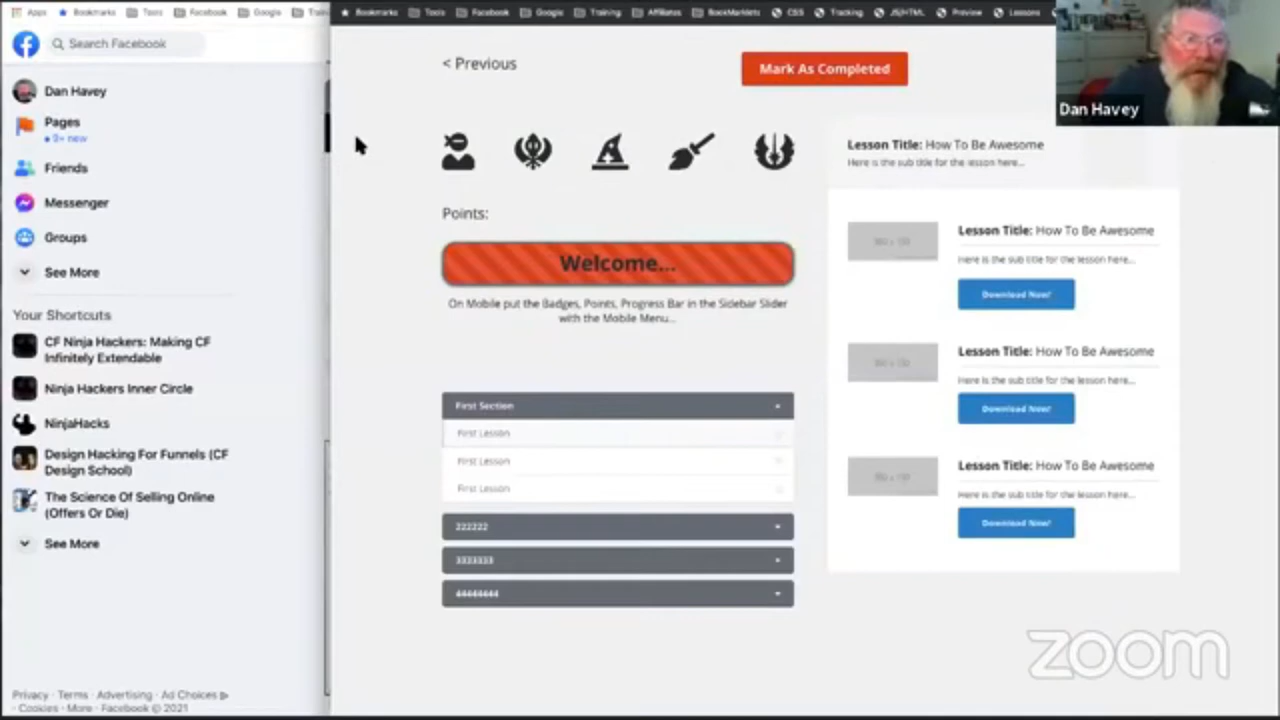 Apps
Bookmarks
Tools
Facebook
Google
Bookmarks
Tools
Facebook
Google
Training
Affiliates
BookMarklets
CSS
Tracking
JS/HTML
Preview
Lessons
Search Facebook
Dan Havey
Pages
9+ new
Friends
Messenger
Groups
See More
Your Shortcuts
CF Ninja Hackers: Making CF
Infinitely Extendable
Ninja Hackers Inner Circle
NinjaHacks
Design Hacking For Funnels (CF
Design School)
The Science Of Selling Online
(Offers Or Die)
See More
Privacy · Terms · Advertising · Ad Choices
· Cookies · More · Facebook © 2021
< Previous
Mark As Completed
Points:
Welcome...
On Mobile put the Badges, Points, Progress Bar in the Sidebar Slider
with the Mobile Menu...
First Section
First Lesson
First Lesson
First Lesson
222222
3333333
44444444
Dan Havey
Lesson Title: How To Be Awesome
Here is the sub title for the lesson here...
Lesson Title: How To Be Awesome
Here is the sub title for the lesson here...
Download Now!
Lesson Title: How To Be Awesome
Here is the sub title for the lesson here...
Download Now!
Lesson Title: How To Be Awesome
Here is the sub title for the lesson here...
Download Now!
zoom